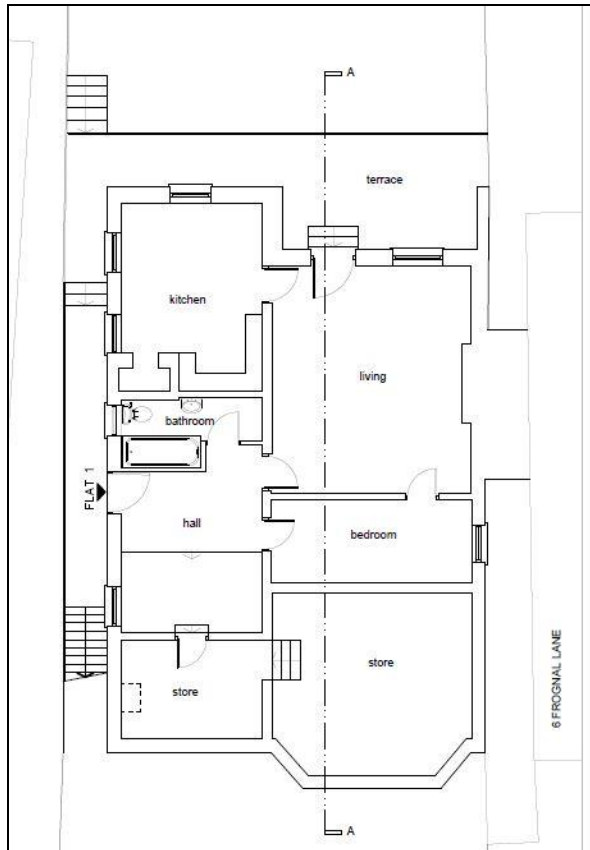 A
terrace
kitchen
living
bathroom
FLAT 1
hall
bedroom
store
store
6 FROGNAL LANE
A